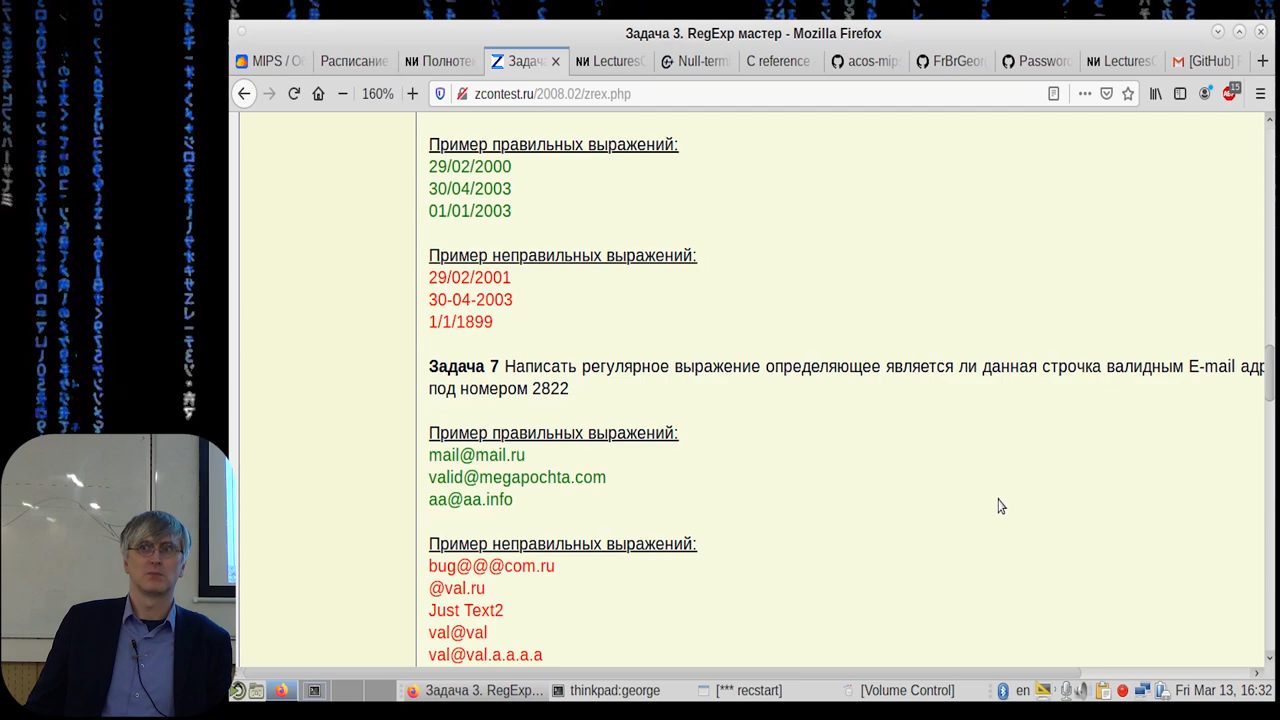 Задача 3. RegExp мастер - Mozilla Firefox
MIPS / О
Расписание
Полноте
Задач
Lectures
Null-term
C reference
acos-mip
FrBrGeor
Passwor
Lectures
[GitHub]
160%
zcontest.ru/2008.02/zrex.php
15
Пример правильных выражений:
29/02/2000
30/04/2003
01/01/2003
Пример неправильных выражений:
29/02/2001
30-04-2003
1/1/1899
Задача 7 Написать регулярное выражение определяющее является ли данная строчка валидным E-mail адр
под номером 2822
Пример правильных выражений:
mail@mail.ru
valid@megapochta.com
aa@aa.info
Пример неправильных выражений:
bug@@@com.ru
@val.ru
Just Text2
val@val
val@val.a.a.a.a
Задача 3. RegExp...
thinkpad:george
[*** recstart]
[Volume Control]
en
Fri Mar 13, 16:32